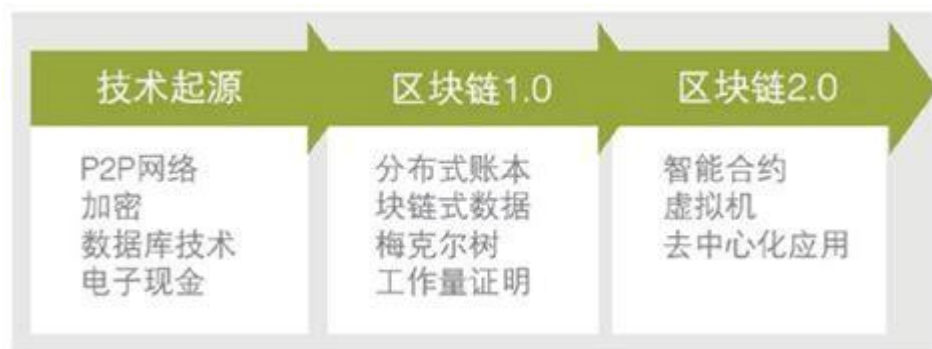 技术起源
P2P网络
加密
数据库技术
电子现金
区块链1.0
分布式账本
块链式数据
梅克尔树
工作量证明
区块链2.0
智能合约
虚拟机
去中心化应用